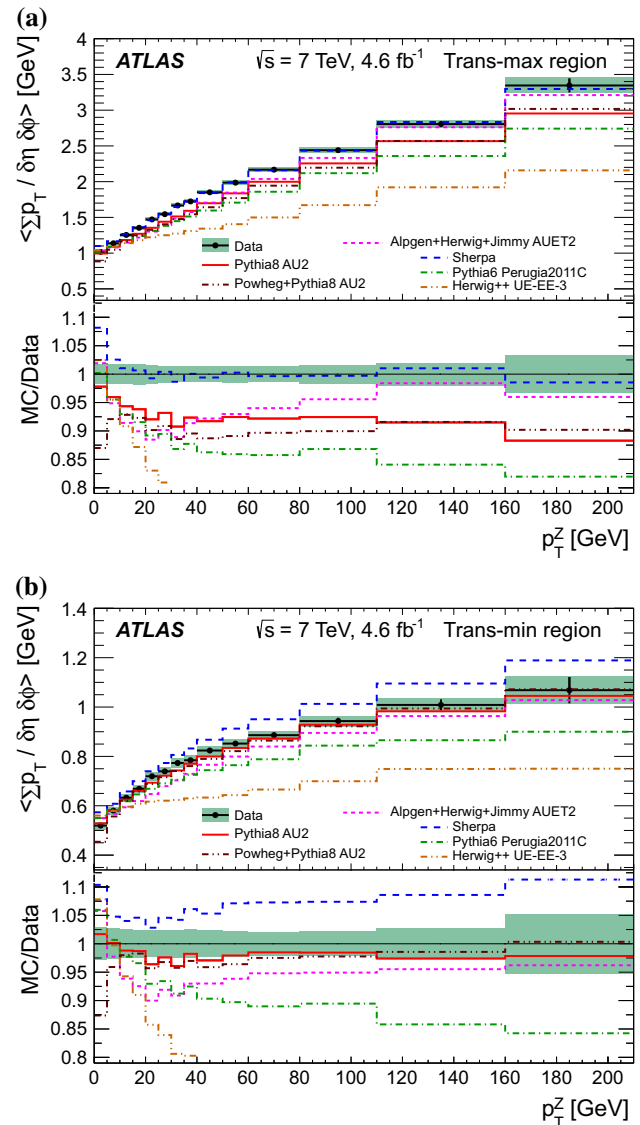 (a)
ATLAS √s = 7 TeV, 4.6 fb⁻¹ Trans-max region
<Σp_T / δη δϕ> [GeV]
4
3.5
3
2.5
2
1.5
1
0.5
Data
Pythia8 AU2
Powheg+Pythia8 AU2
Alpgen+Herwig+Jimmy AUET2
Sherpa
Pythia6 Perugia2011C
Herwig++ UE-EE-3
MC/Data
1.1
1.05
1
0.95
0.9
0.85
0.8
0 20 40 60 80 100 120 140 160 180 200
p_T^Z [GeV]
(b)
ATLAS √s = 7 TeV, 4.6 fb⁻¹ Trans-min region
<Σp_T / δη δϕ> [GeV]
1.4
1.2
1.0
0.8
0.6
0.4
Data
Pythia8 AU2
Powheg+Pythia8 AU2
Alpgen+Herwig+Jimmy AUET2
Sherpa
Pythia6 Perugia2011C
Herwig++ UE-EE-3
MC/Data
1.1
1.05
1
0.95
0.9
0.85
0.8
0 20 40 60 80 100 120 140 160 180 200
p_T^Z [GeV]